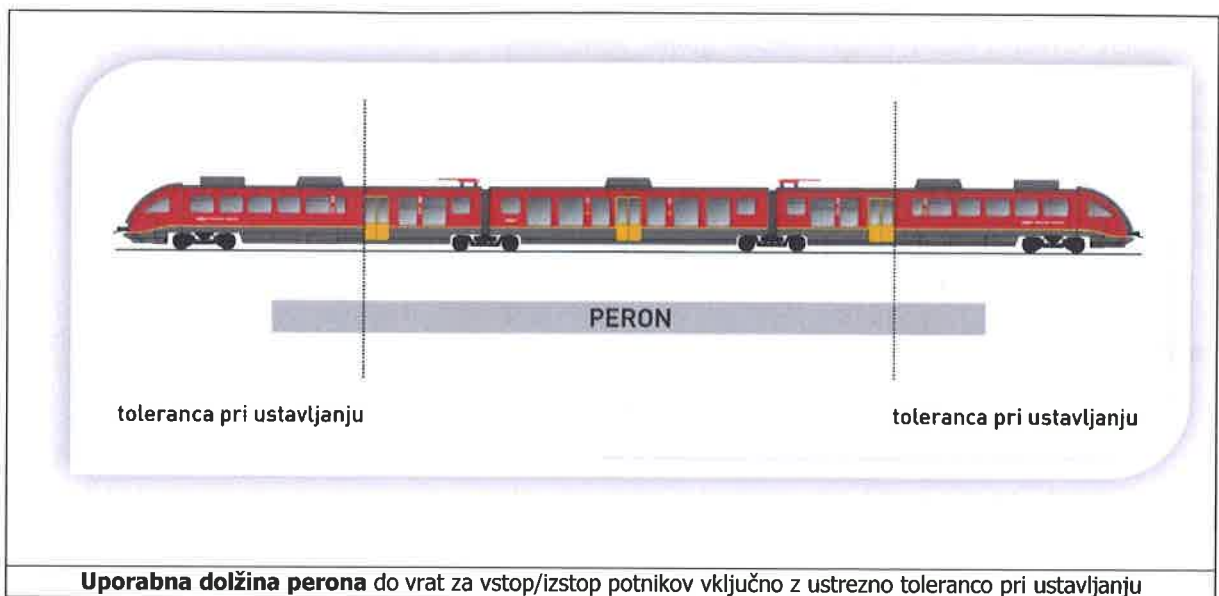 PERON
toleranca pri ustavljanju
toleranca pri ustavljanju
Uporabna dolžina perona do vrat za vstop/izstop potnikov vključno z ustrezno toleranco pri ustavljanju